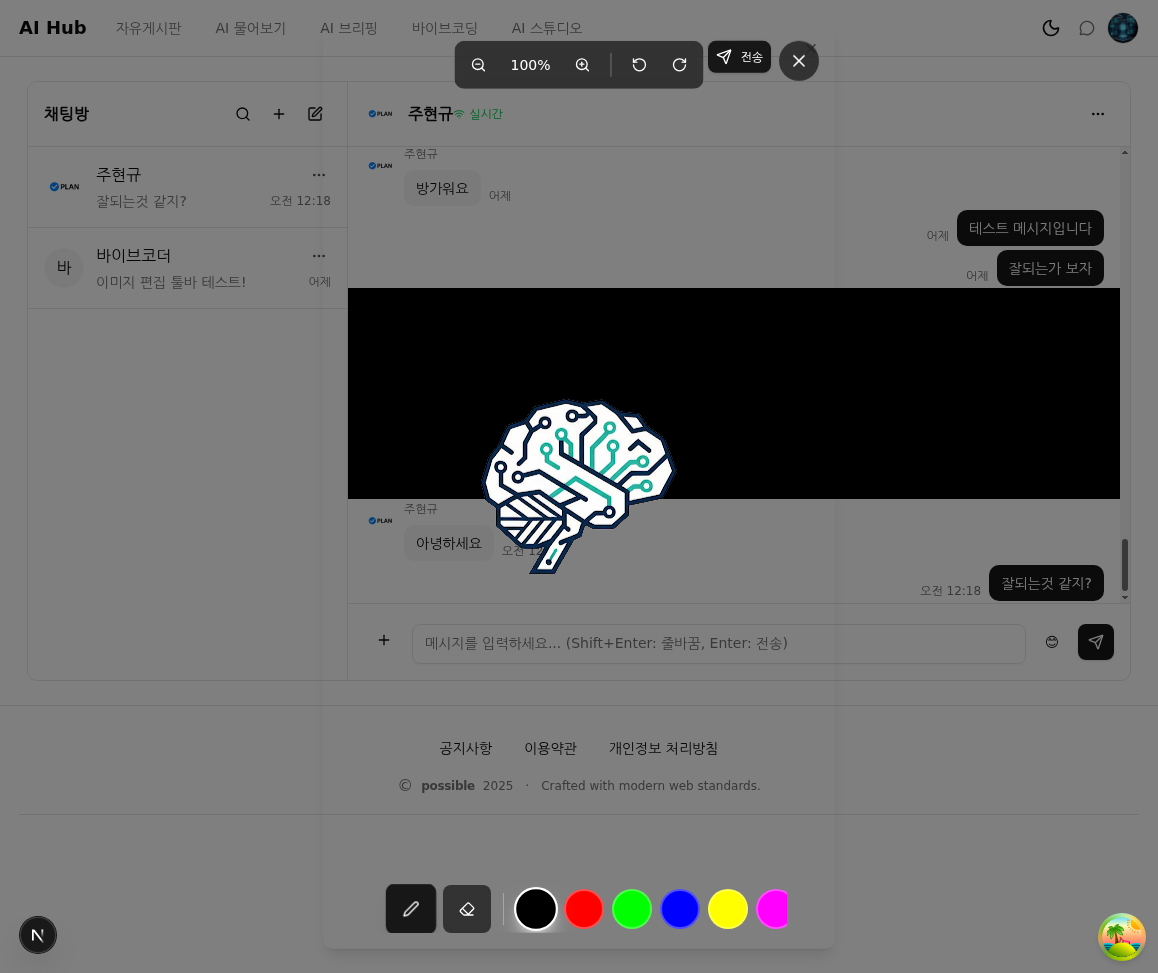 AI Hub 자유게시판 AI 물어보기 AI 브리핑 바이브코딩 AI 스튜디오
100%
전송
채팅방
PLAN 주현규 실시간
PLAN 주현규
잘되는것 같지? 오전 12:18
바 바이브코더
이미지 편집 툴바 테스트! 어제
PLAN 주현규
방가워요 어제
어제 테스트 메시지입니다
어제 잘되는가 보자
PLAN 주현규
아녕하세요 오전 12
오전 12:18 잘되는것 같지?
메시지를 입력하세요... (Shift+Enter: 줄바꿈, Enter: 전송)
공지사항 이용약관 개인정보 처리방침
© possible 2025 · Crafted with modern web standards.
N